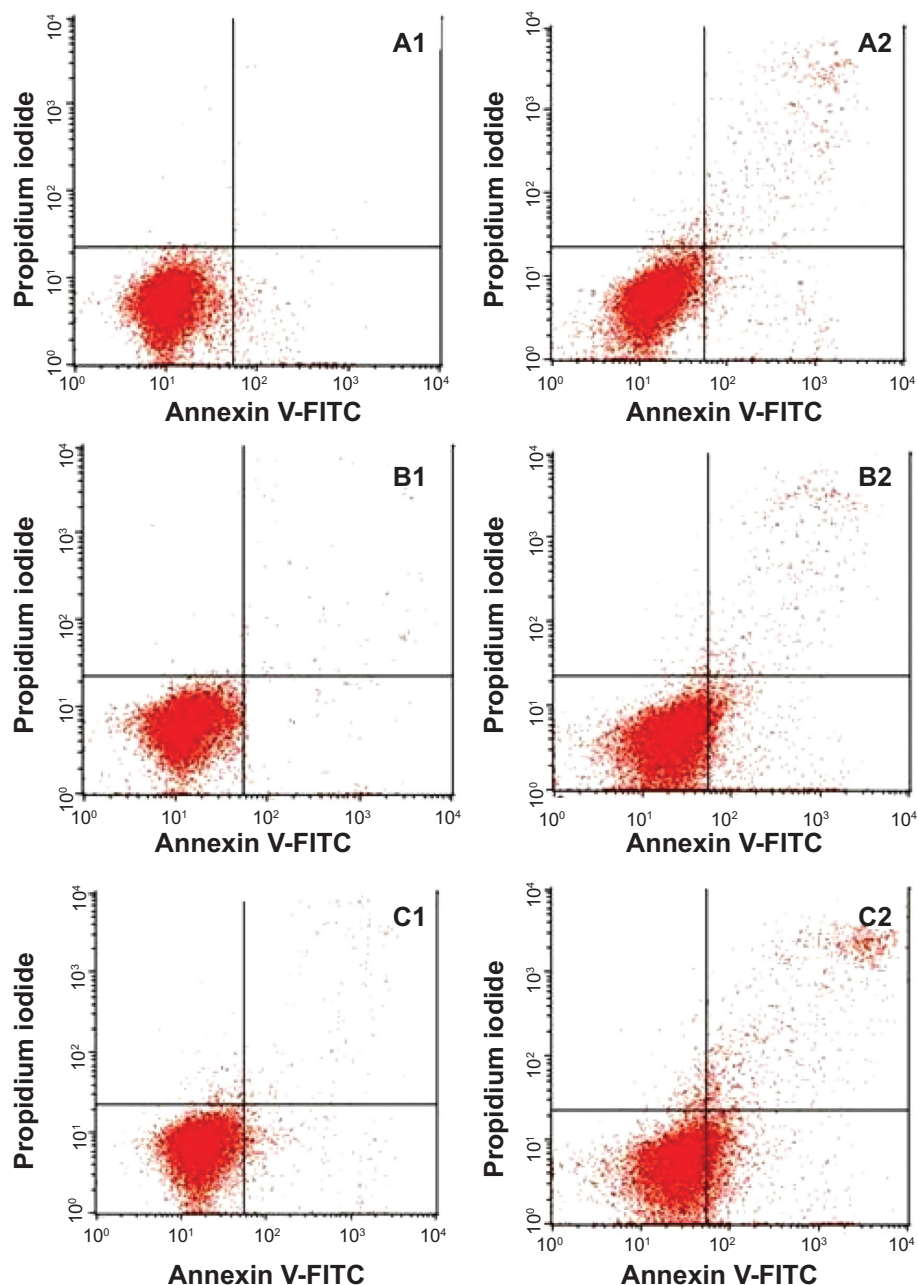 A1
Propidium iodide
10⁴
10³
10²
10¹
10⁰
10⁰ 10¹ 10² 10³ 10⁴
Annexin V-FITC
A2
Propidium iodide
10⁴
10³
10²
10¹
10⁰
10⁰ 10¹ 10² 10³ 10⁴
Annexin V-FITC
B1
Propidium iodide
10⁴
10³
10²
10¹
10⁰
10⁰ 10¹ 10² 10³ 10⁴
Annexin V-FITC
B2
Propidium iodide
10⁴
10³
10²
10¹
10⁰
10⁰ 10¹ 10² 10³ 10⁴
Annexin V-FITC
C1
Propidium iodide
10⁴
10³
10²
10¹
10⁰
10⁰ 10¹ 10² 10³ 10⁴
Annexin V-FITC
C2
Propidium iodide
10⁴
10³
10²
10¹
10⁰
10⁰ 10¹ 10² 10³ 10⁴
Annexin V-FITC